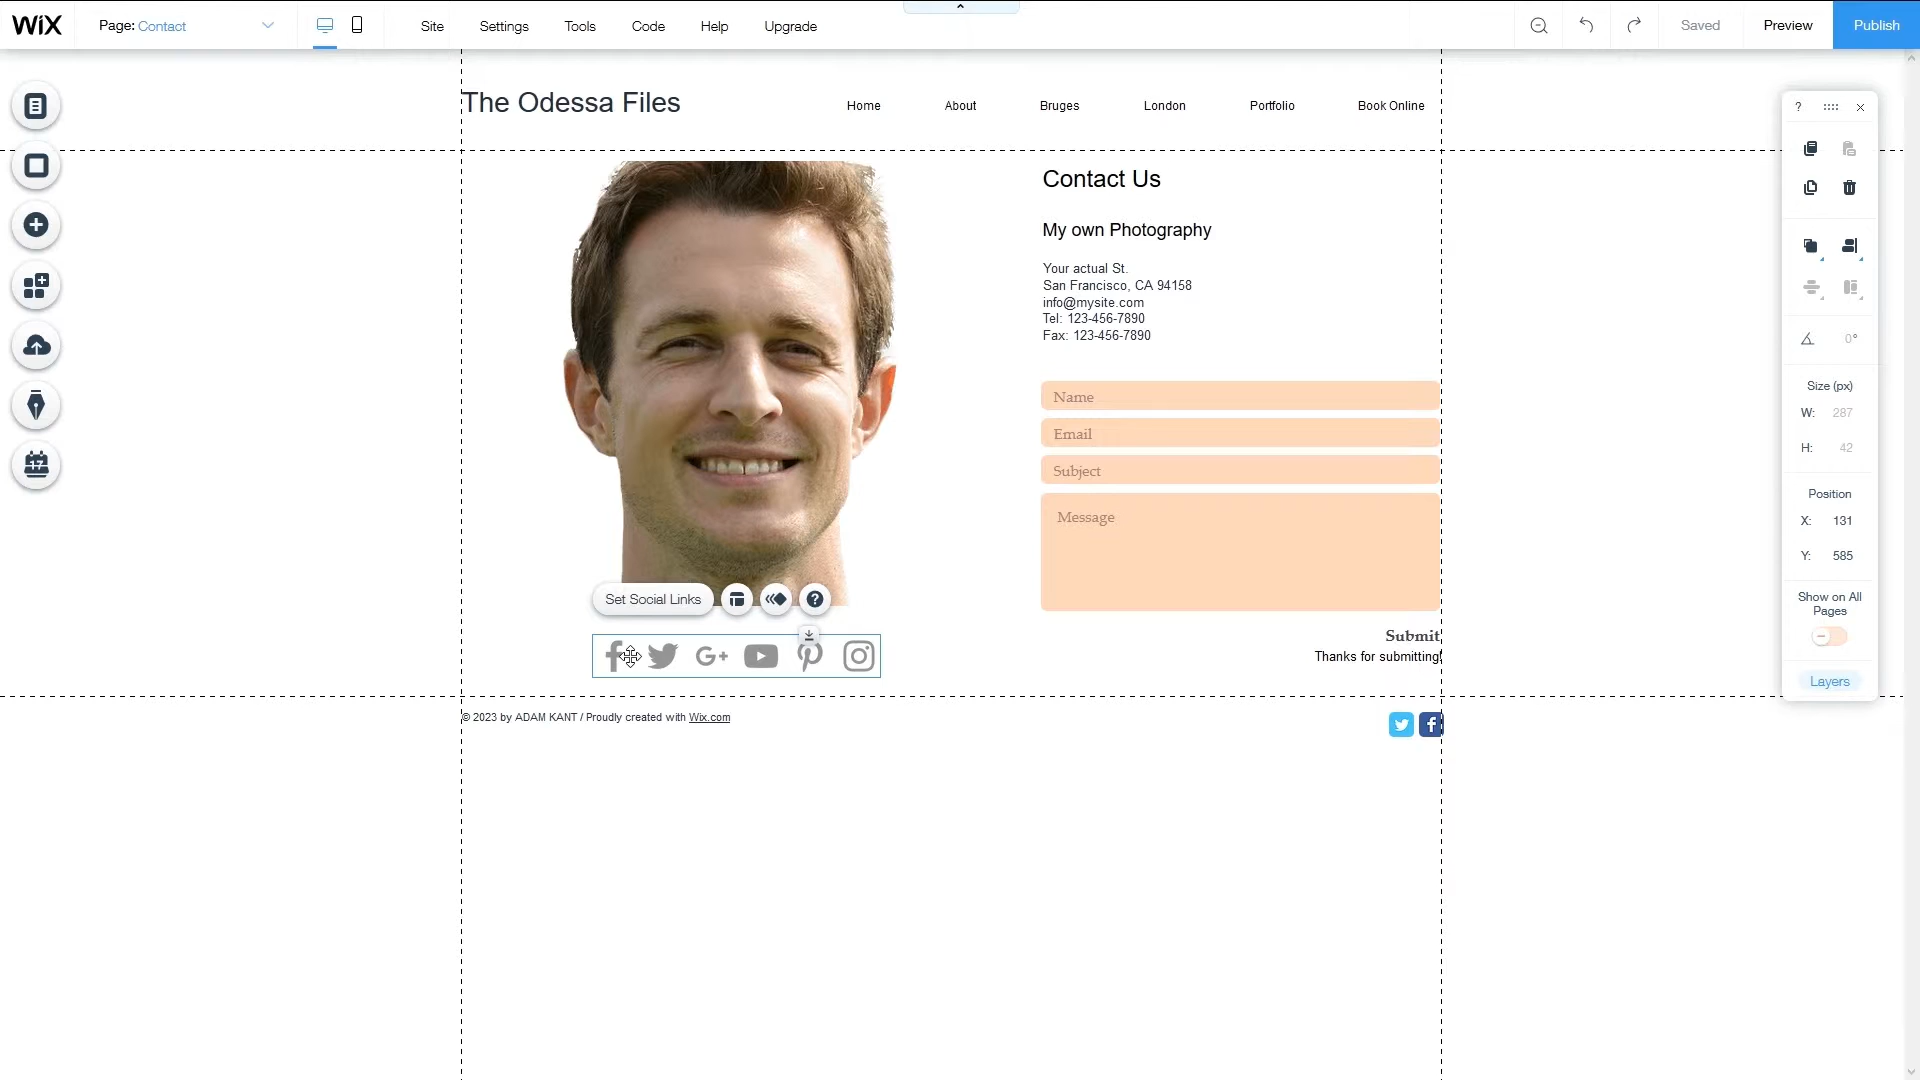 WiX
Page: Contact
Site
Settings
Tools
Code
Help
Upgrade
Saved
Preview
Publish
The Odessa Files
Home
About
Bruges
London
Portfolio
Book Online
?
Contact Us
My own Photography
Your actual St.
San Francisco, CA 94158
info@mysite.com
Tel: 123-456-7890
Fax: 123-456-7890
0°
Size (px)
W: 287
H: 42
Position
X: 131
Y: 585
Show on All
Pages
Layers
17
Name
Email
Subject
Message
Set Social Links
?
G+
Submit
Thanks for submitting!
© 2023 by ADAM KANT / Proudly created with Wix.com